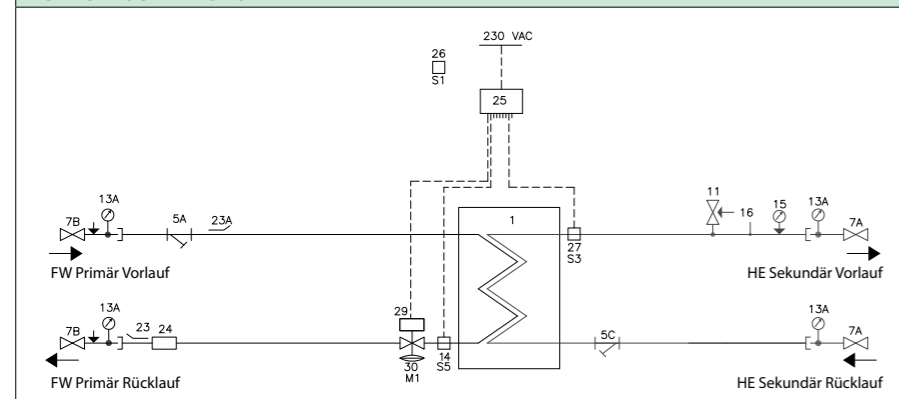 230 VAC
26
S1
25
13A
7B
5A
23A
1
27
S3
11
16
15
13A
7A
FW Primär Vorlauf
HE Sekundär Vorlauf
13A
7B
23
24
29
30
M1
14
S5
5C
13A
7A
FW Primär Rücklauf
HE Sekundär Rücklauf